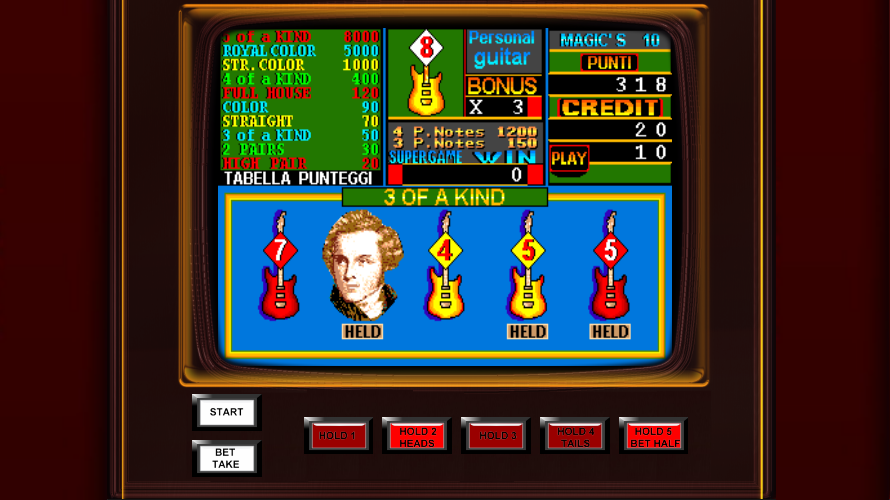 5 of a KIND 8000
ROYAL COLOR 5000
STR. COLOR 1000
4 of a KIND 400
FULL HOUSE 120
COLOR 90
STRAIGHT 70
3 of a KIND 50
2 PAIRS 30
HIGH PAIR 20
TABELLA PUNTEGGI
8
Personal
guitar
BONUS
X 3
4 P.Notes 1200
3 P.Notes 150
SUPERGAME WIN
0
MAGIC'S 10
PUNTI
318
CREDIT
20
PLAY 10
3 OF A KIND
7 4 5 5
HELD HELD HELD
START
BET
TAKE
HOLD 1
HOLD 2
HEADS
HOLD 3
HOLD 4
TAILS
HOLD 5
BET HALF